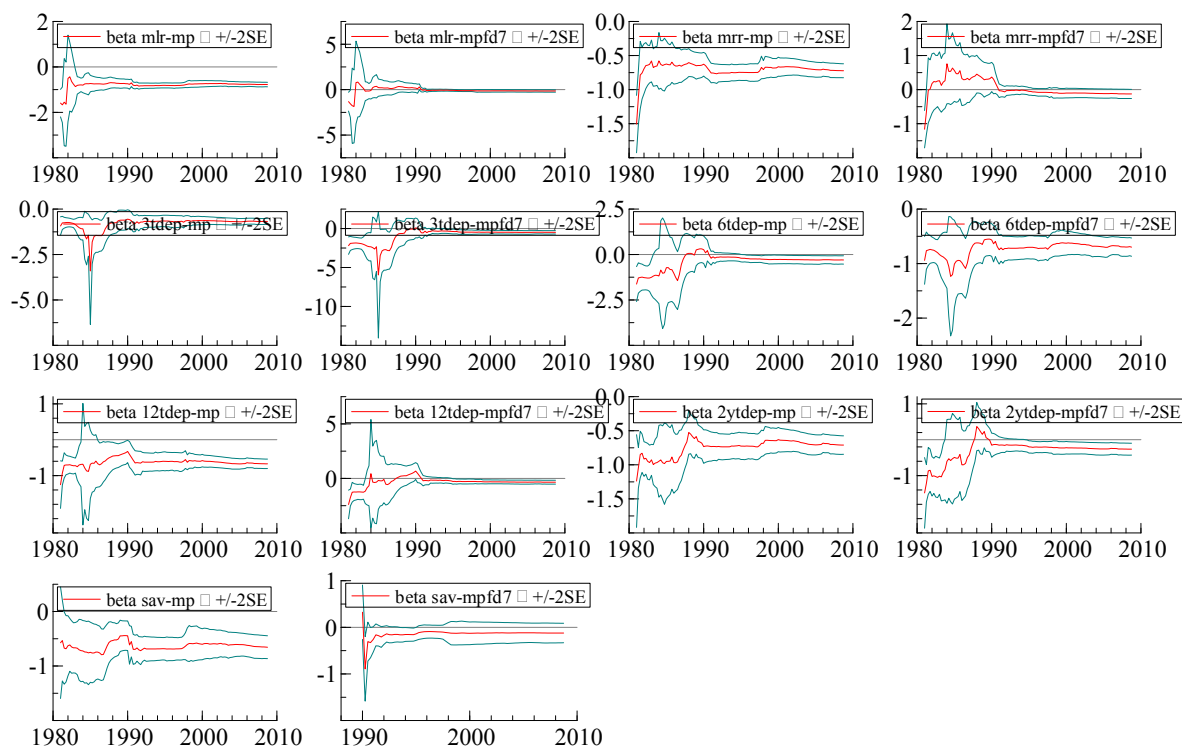 2
beta mlr-mp □ +/-2SE
0
-1
-3
1980 1990 2000 2010
5
beta mlr-mpfd7 □ +/-2SE
0
-5
1980 1990 2000 2010
-0.0
beta mrr-mp □ +/-2SE
-0.5
-1.0
-1.5
1980 1990 2000 2010
2
beta mrr-mpfd7 □ +/-2SE
1
0
-1
1980 1990 2000 2010
0.0
beta 3tdep-mp □ +/-2SE
-2.5
-5.0
1980 1990 2000 2010
beta 3tdep-mpfd7 □ +/-2SE
0
-5
-10
1980 1990 2000 2010
2.5
beta 6tdep-mp □ +/-2SE
0.0
-2.5
1980 1990 2000 2010
0
beta 6tdep-mpfd7 □ +/-2SE
-1
-2
1980 1990 2000 2010
1
beta 12tdep-mp □ +/-2SE
-1
1980 1990 2000 2010
5
beta 12tdep-mpfd7 □ +/-2SE
0
1980 1990 2000 2010
0.0
beta 2ytdep-mp □ +/-2SE
-0.5
-1.0
-1.5
1980 1990 2000 2010
1
beta 2ytdep-mpfd7 □ +/-2SE
-1
1980 1990 2000 2010
beta sav-mp □ +/-2SE
0
-1
1980 1990 2000 2010
1
beta sav-mpfd7 □ +/-2SE
0
-1
1990 2000 2010